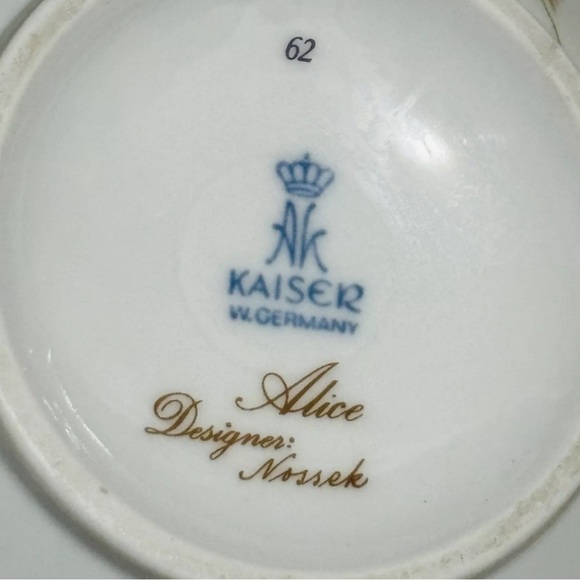 62
AK
KAISER
W. GERMANY
Alice
Designer:
Nossek